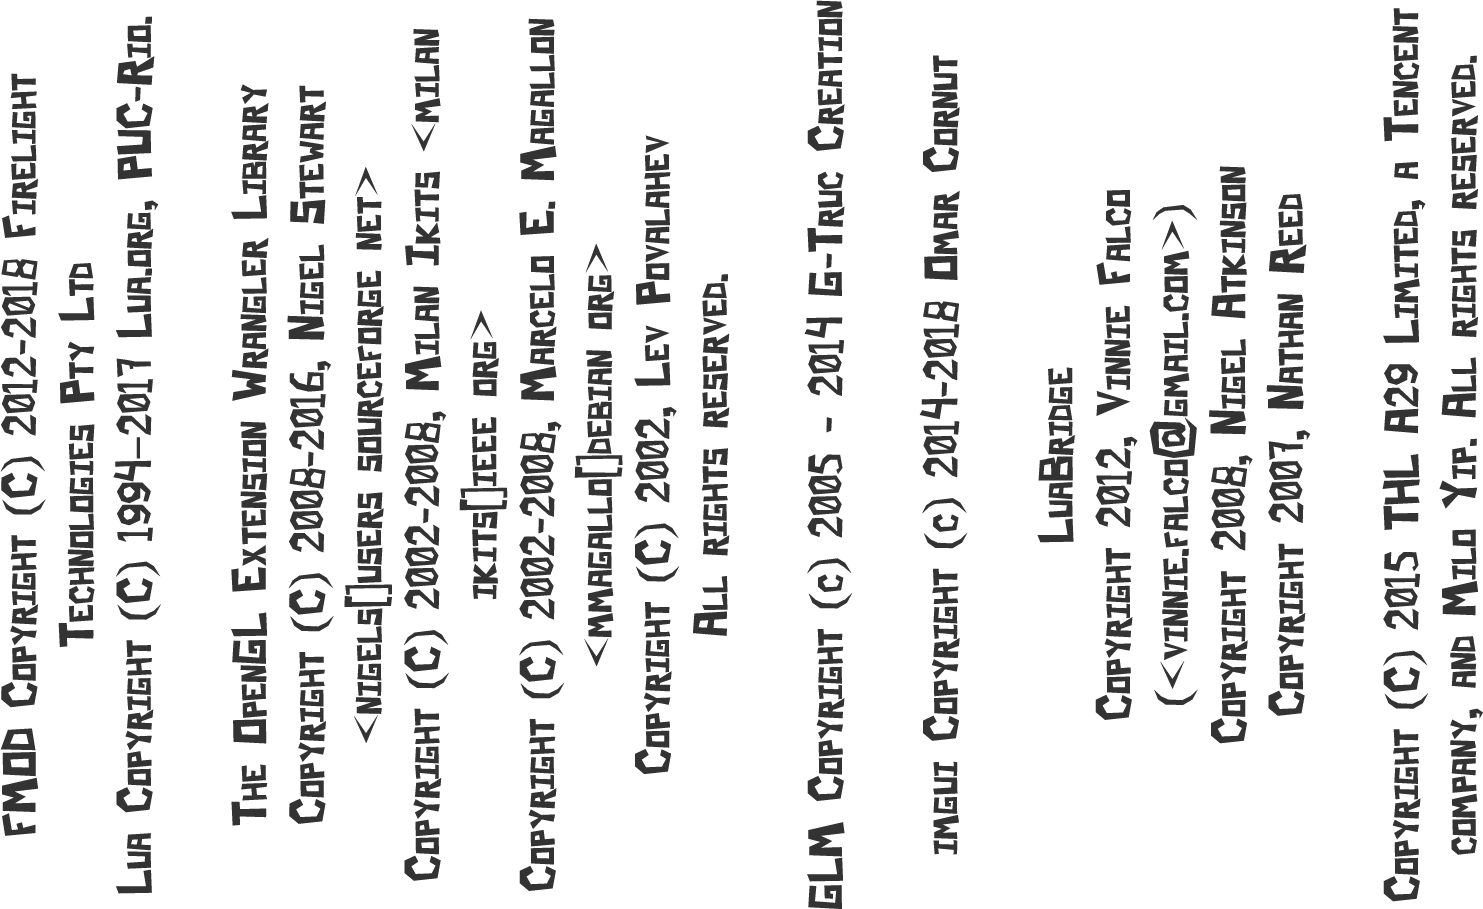 FMOD Copyright (C) 2012-2018 Firelight
Technologies Pty Ltd
Lua Copyright (C) 1994–2017 Lua.org, PUC-Rio.
The OpenGL Extension Wrangler Library
Copyright (C) 2008-2016, Nigel Stewart
<nigels[]users sourceforge net>
Copyright (C) 2002-2008, Milan Ikits <milan
ikits[]ieee org>
Copyright (C) 2002-2008, Marcelo E. Magallon
<mmagallo[]debian org>
Copyright (C) 2002, Lev Povalahev
All rights reserved.
GLM Copyright (c) 2005 - 2014 G-Truc Creation
imgui Copyright (c) 2014-2018 Omar Cornut
LuaBridge
Copyright 2012, Vinnie Falco
(<vinnie.falco@gmail.com>)
Copyright 2008, Nigel Atkinson
Copyright 2007, Nathan Reed
Copyright (C) 2015 THL A29 Limited, a Tencent
company, and Milo Yip. All rights reserved.